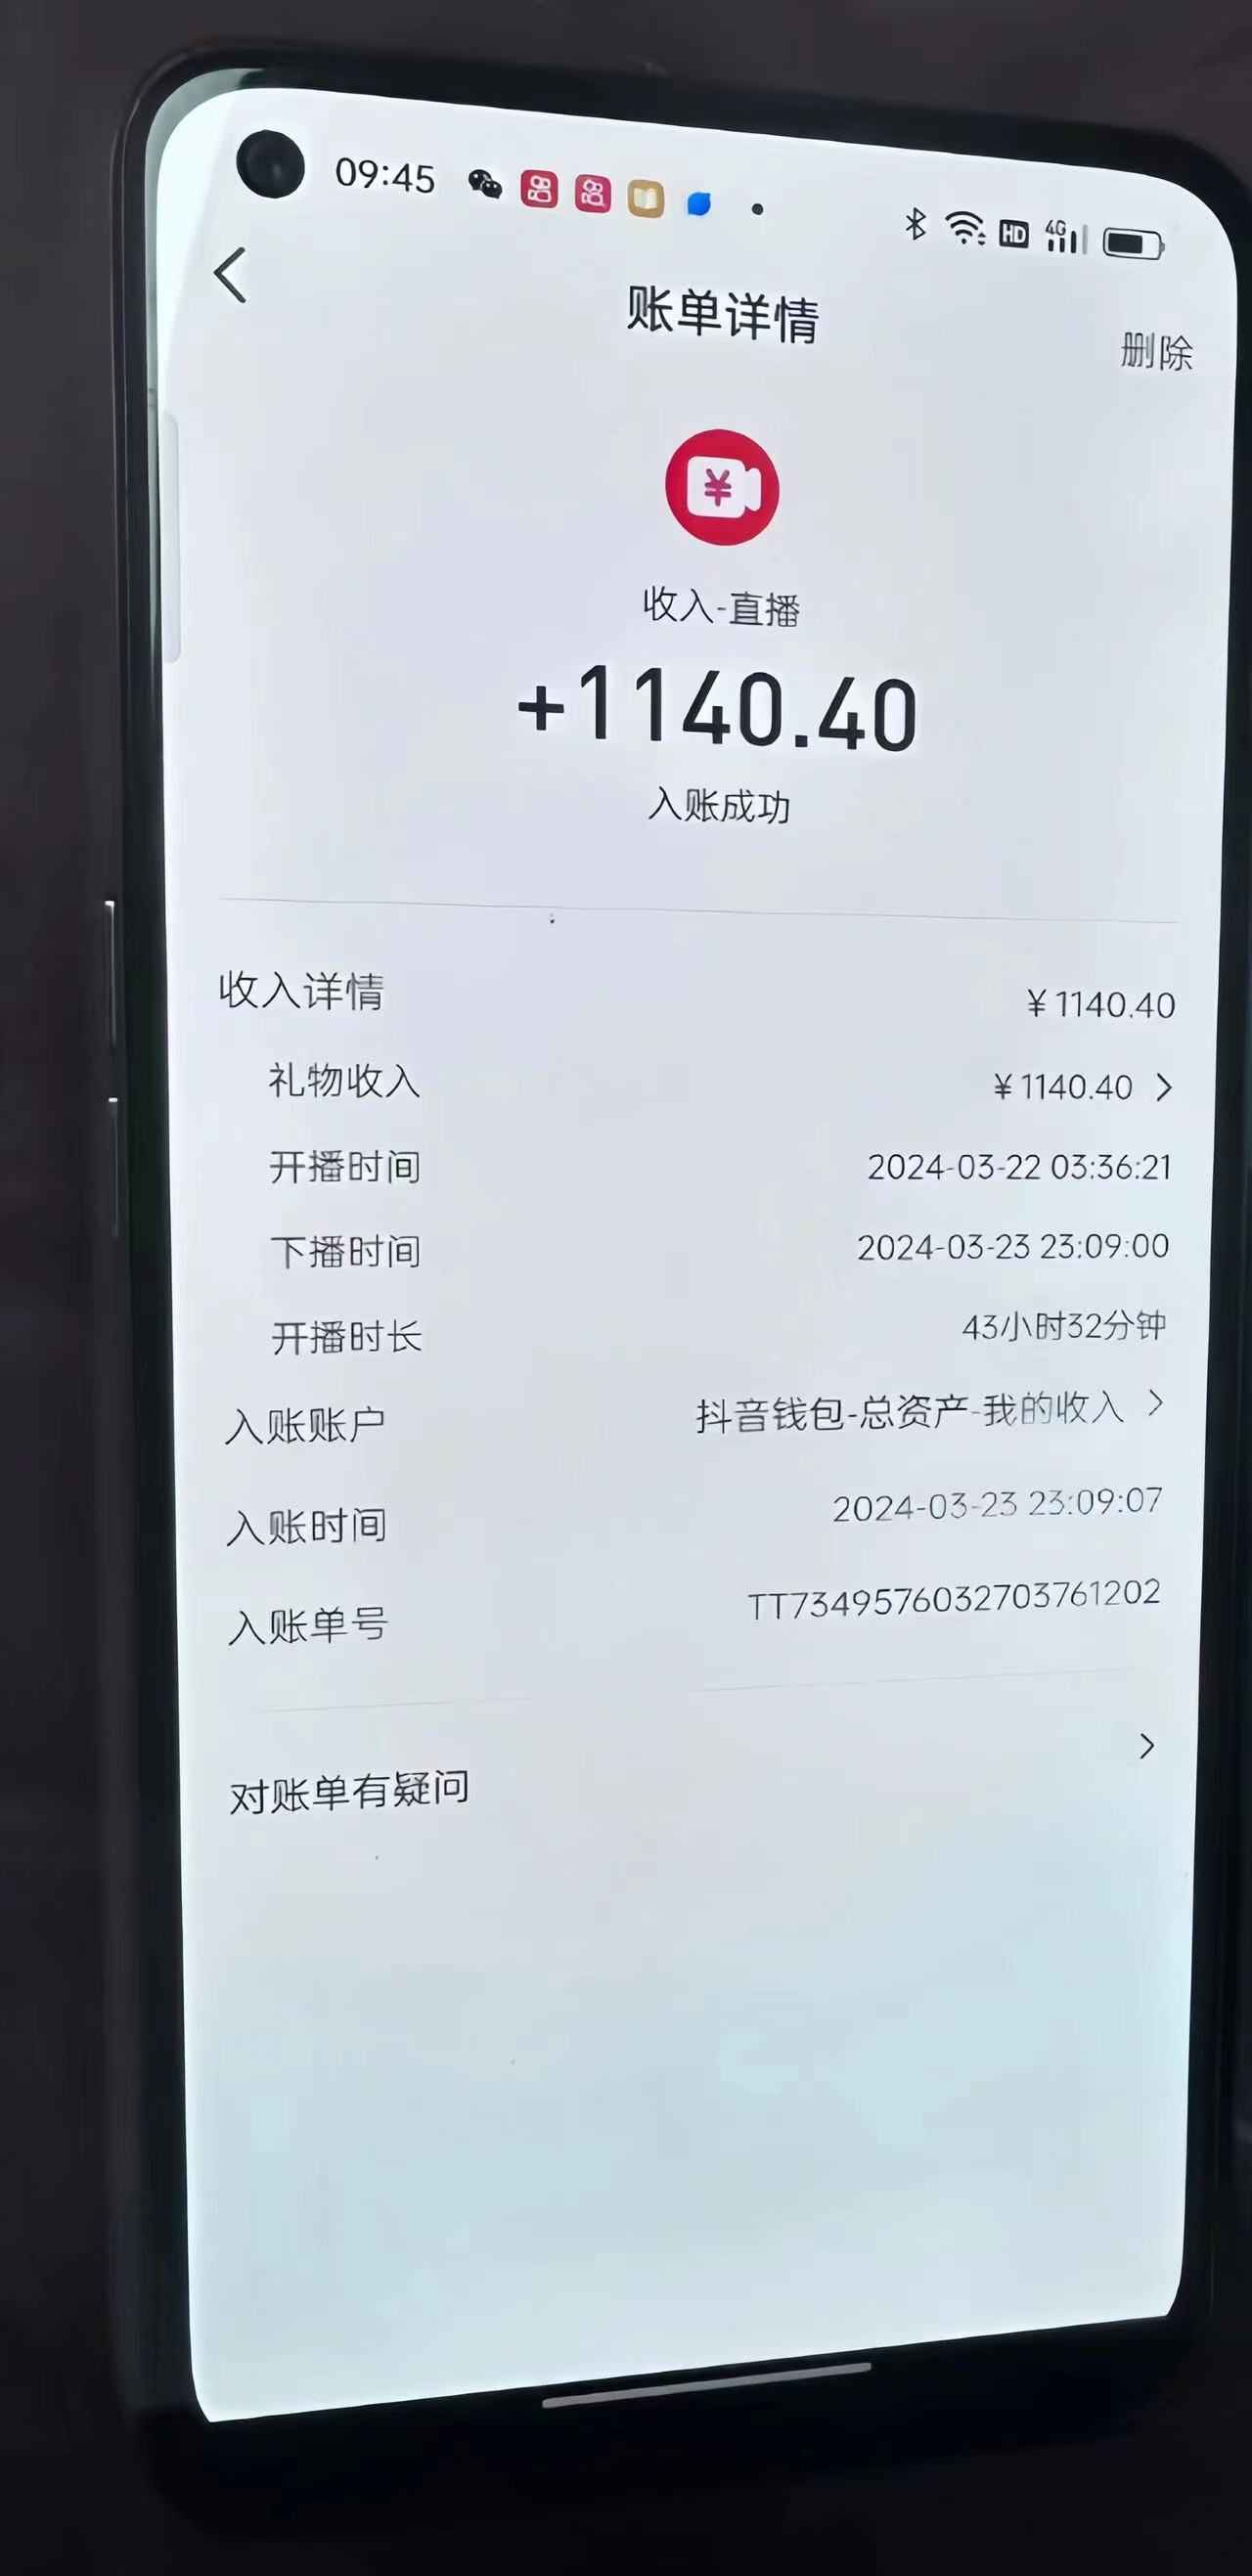 09:45 HD 4G
账单详情
删除
¥
收入-直播
+1140.40
入账成功
收入详情 ¥1140.40
礼物收入 ¥1140.40 >
开播时间 2024-03-22 03:36:21
下播时间 2024-03-23 23:09:00
开播时长 43小时32分钟
入账账户 抖音钱包-总资产-我的收入 >
入账时间 2024-03-23 23:09:07
入账单号 TT7349576032703761202
对账单有疑问 >